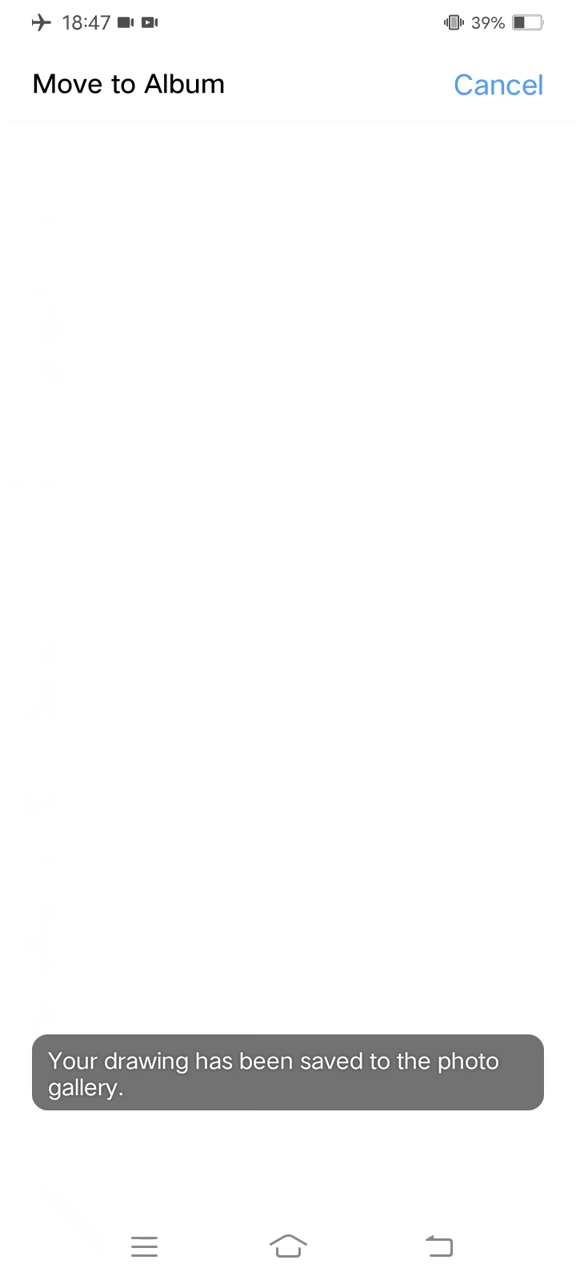 18:47
39%
Move to Album
Cancel
Your drawing has been saved to the photo
gallery.